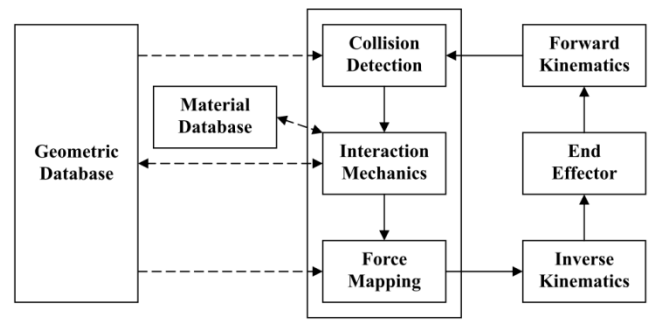 Collision
Detection
Forward
Kinematics
Material
Database
Geometric
Database
Interaction
Mechanics
End
Effector
Force
Mapping
Inverse
Kinematics